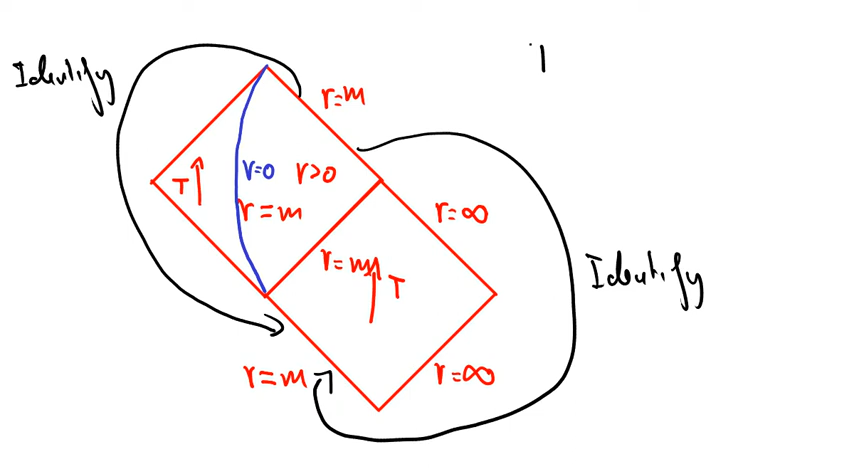 Identify
r=m
T
r=0
r>0
r=m
r=∞
r=m
T
Identify
r=m
r=∞